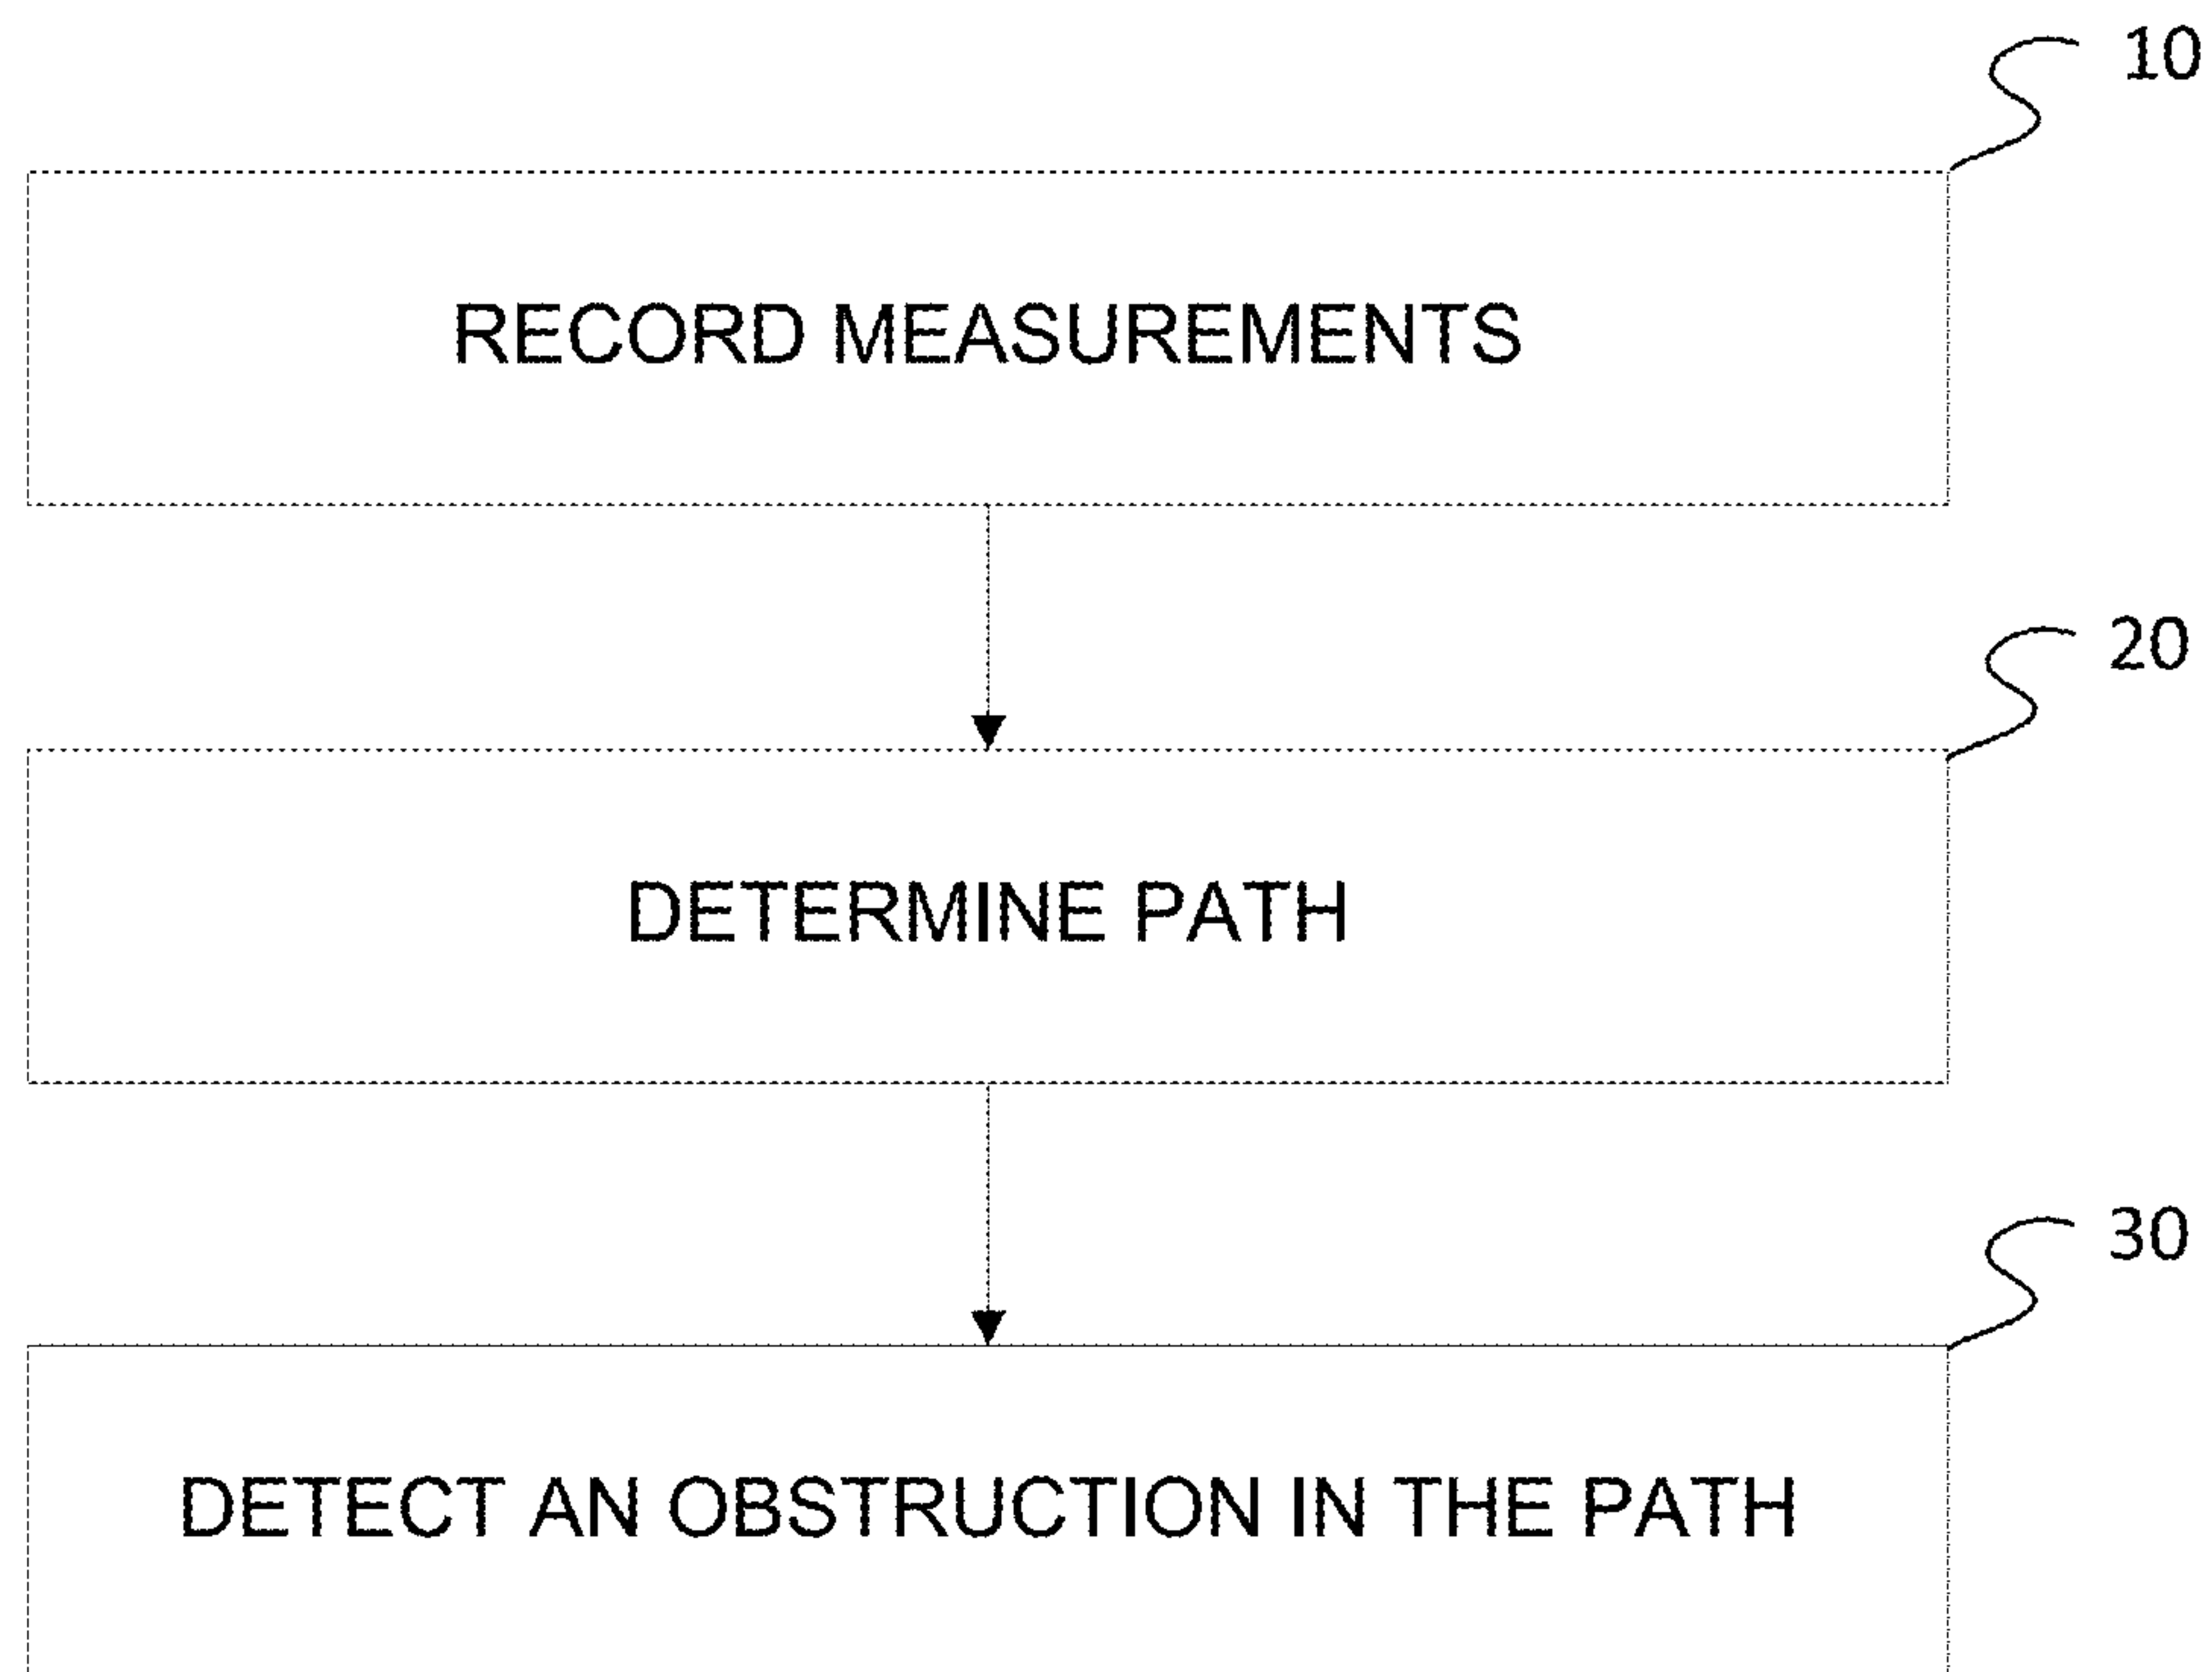 10
RECORD MEASUREMENTS
20
DETERMINE PATH
30
DETECT AN OBSTRUCTION IN THE PATH